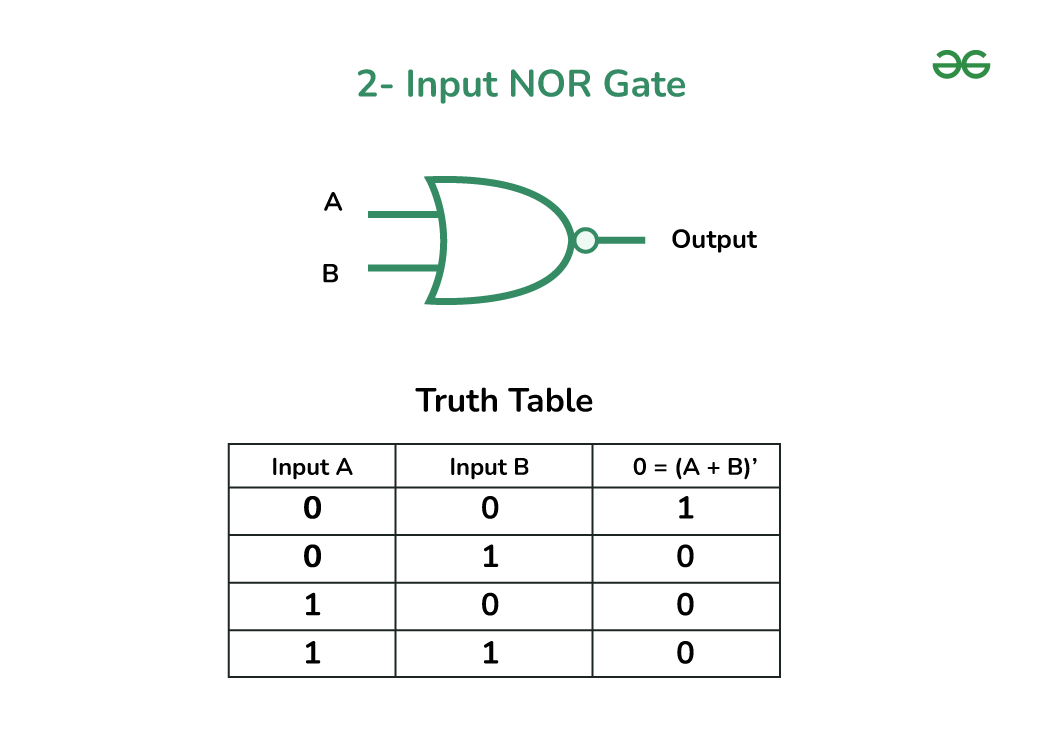 2- Input NOR Gate
A
B
Output
Truth Table
Input A Input B 0 = (A + B)’
0 0 1
0 1 0
1 0 0
1 1 0